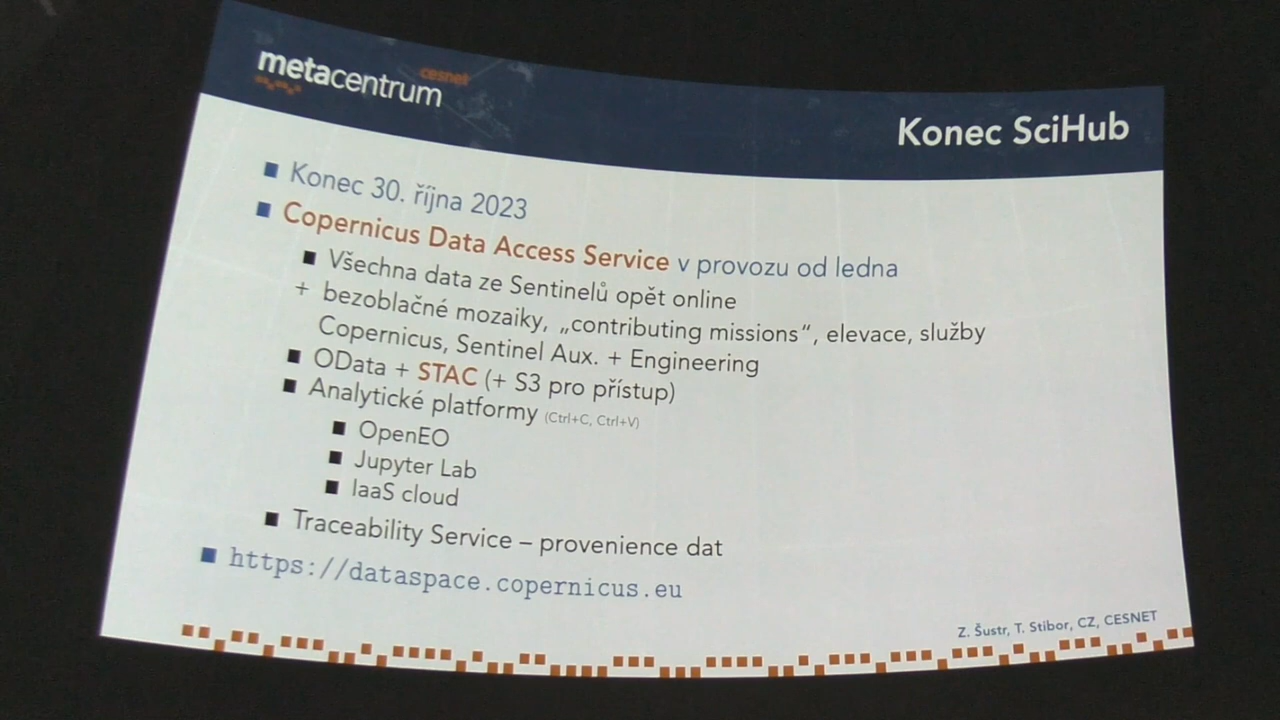 metacentrum cesnet
Konec SciHub
Konec 30. října 2023
Copernicus Data Access Service v provozu od ledna
Všechna data ze Sentinelů opět online
+ bezoblačné mozaiky, „contributing missions“, elevace, služby
Copernicus, Sentinel Aux. + Engineering
OData + STAC (+ S3 pro přístup)
Analytické platformy (Ctrl+C, Ctrl+V)
OpenEO
Jupyter Lab
IaaS cloud
Traceability Service – provenience dat
https://dataspace.copernicus.eu
Z. Šustr, T. Stibor, CZ, CESNET